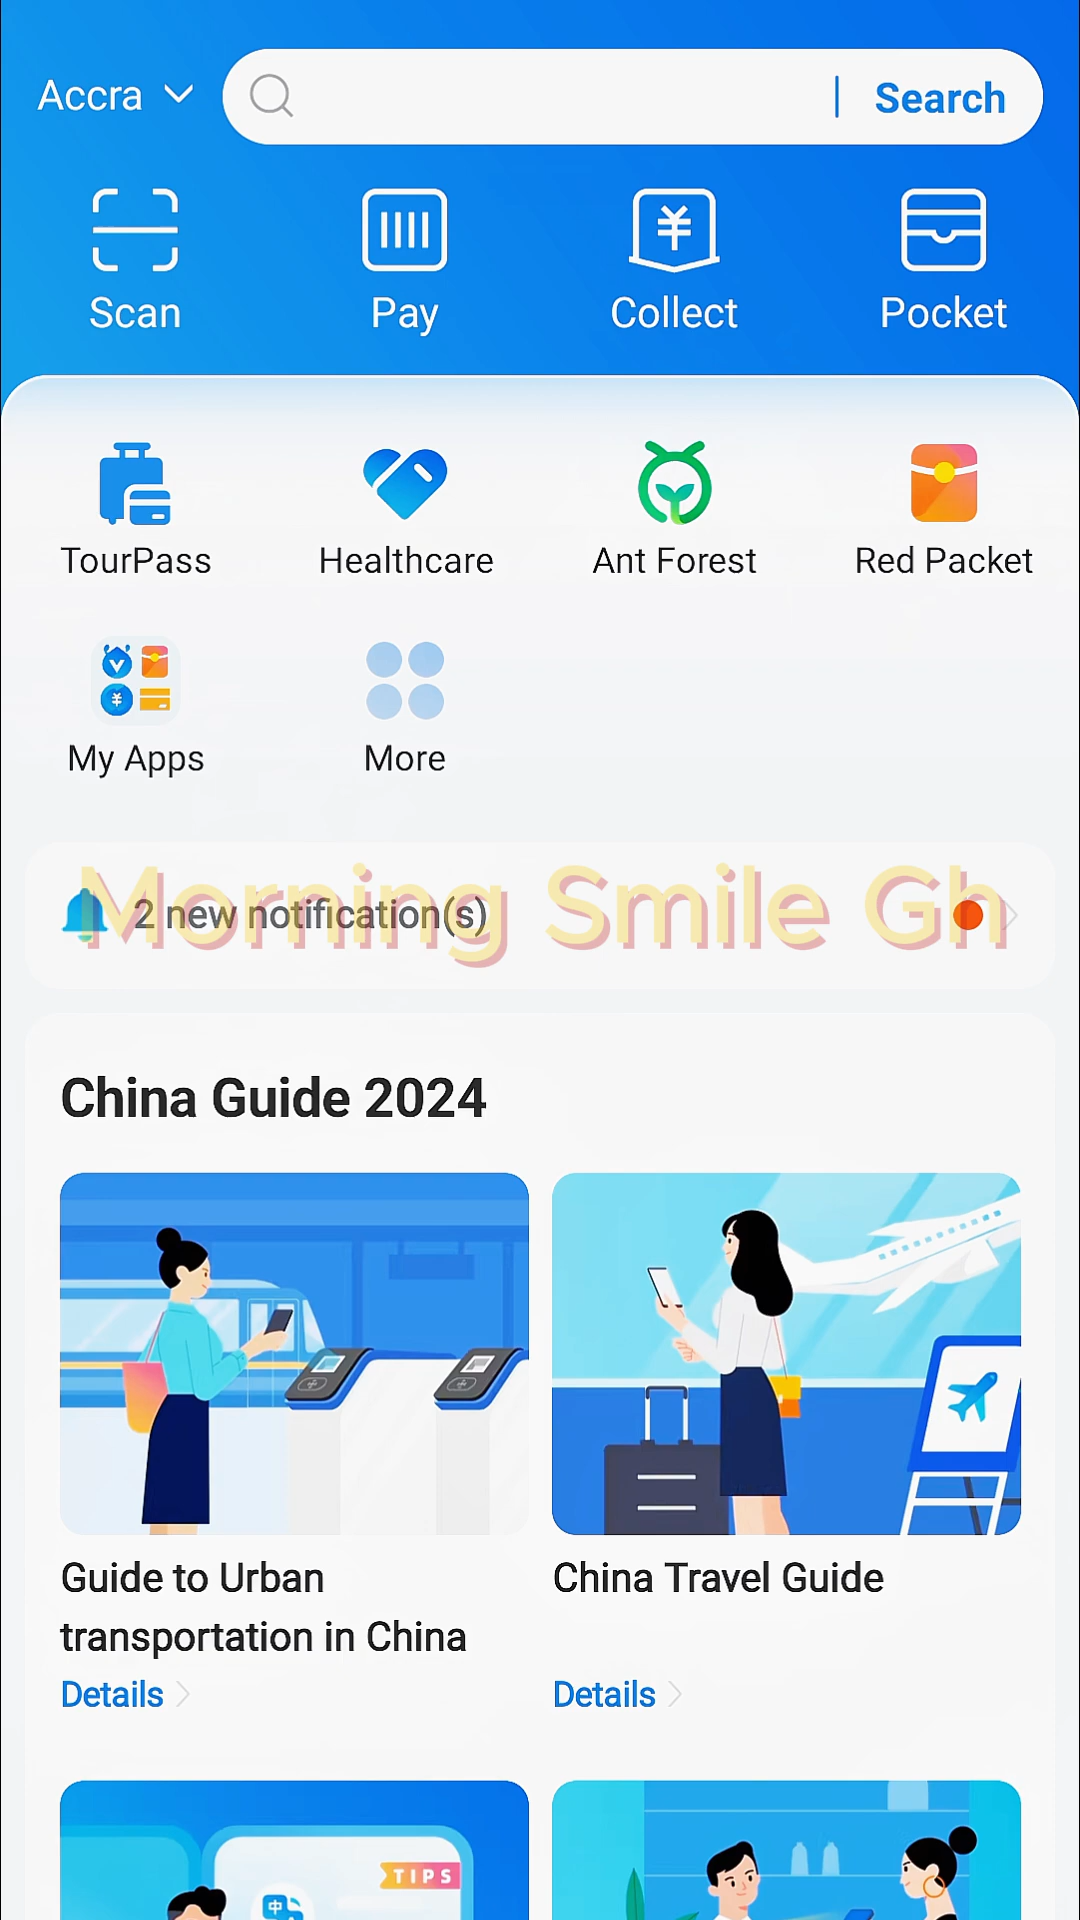 Accra
Search
Scan
Pay
Collect
Pocket
TourPass
Healthcare
Ant Forest
Red Packet
My Apps
More
Morning Smile Gh
2 new notification(s)
China Guide 2024
Guide to Urban
transportation in China
Details
China Travel Guide
Details
TIPS
中